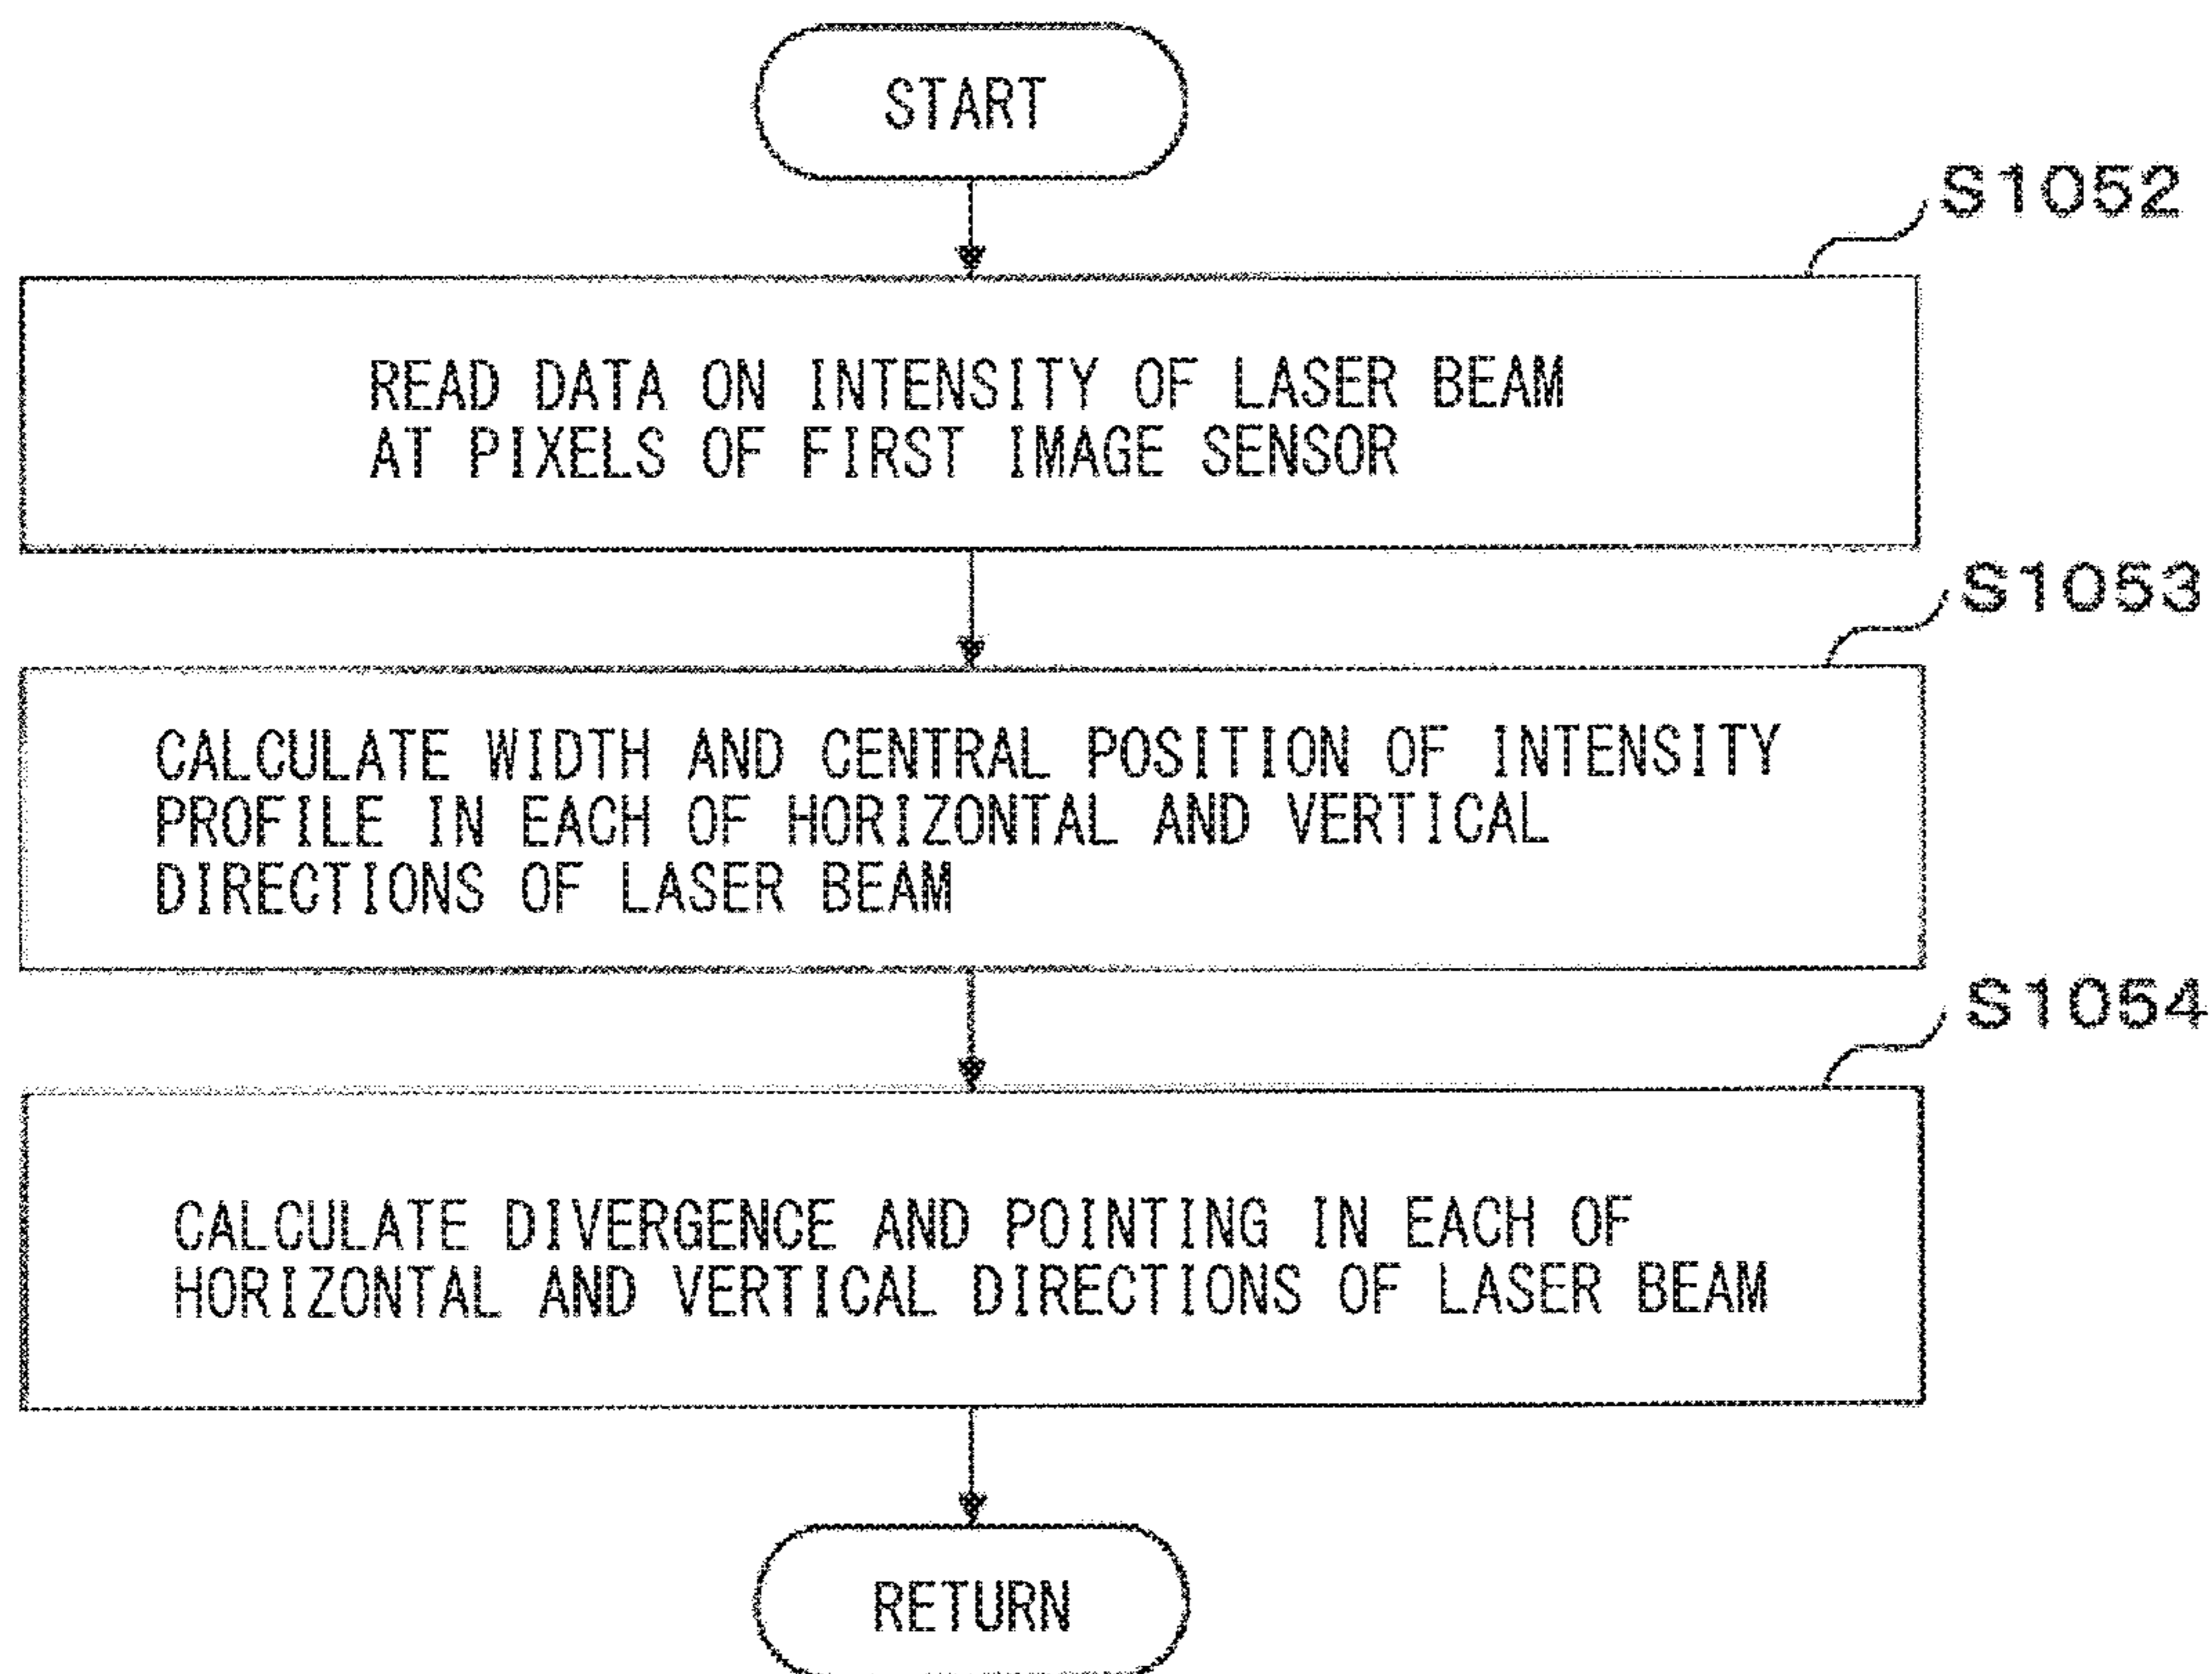 START
S1052
READ DATA ON INTENSITY OF LASER BEAM
AT PIXELS OF FIRST IMAGE SENSOR
S1053
CALCULATE WIDTH AND CENTRAL POSITION OF INTENSITY
PROFILE IN EACH OF HORIZONTAL AND VERTICAL
DIRECTIONS OF LASER BEAM
S1054
CALCULATE DIVERGENCE AND POINTING IN EACH OF
HORIZONTAL AND VERTICAL DIRECTIONS OF LASER BEAM
RETURN